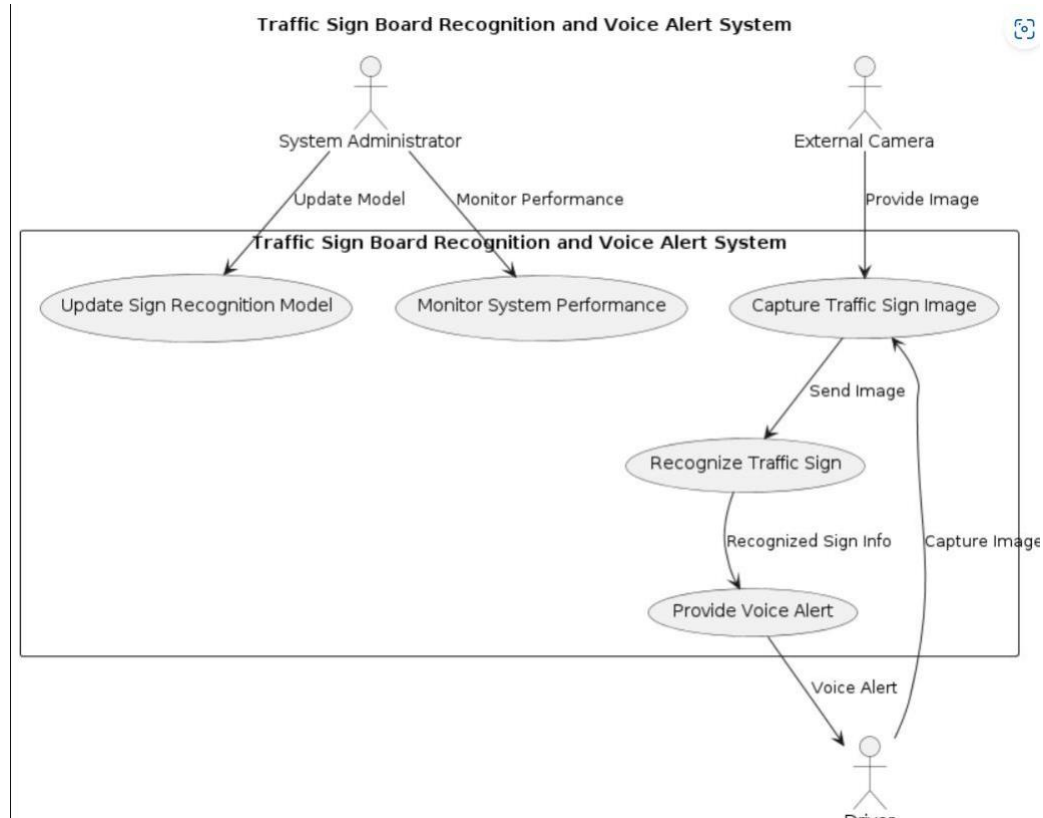 Traffic Sign Board Recognition and Voice Alert System
System Administrator
External Camera
Update Model
Monitor Performance
Provide Image
Traffic Sign Board Recognition and Voice Alert System
Update Sign Recognition Model
Monitor System Performance
Capture Traffic Sign Image
Send Image
Recognize Traffic Sign
Recognized Sign Info
Capture Image
Provide Voice Alert
Voice Alert
Driver